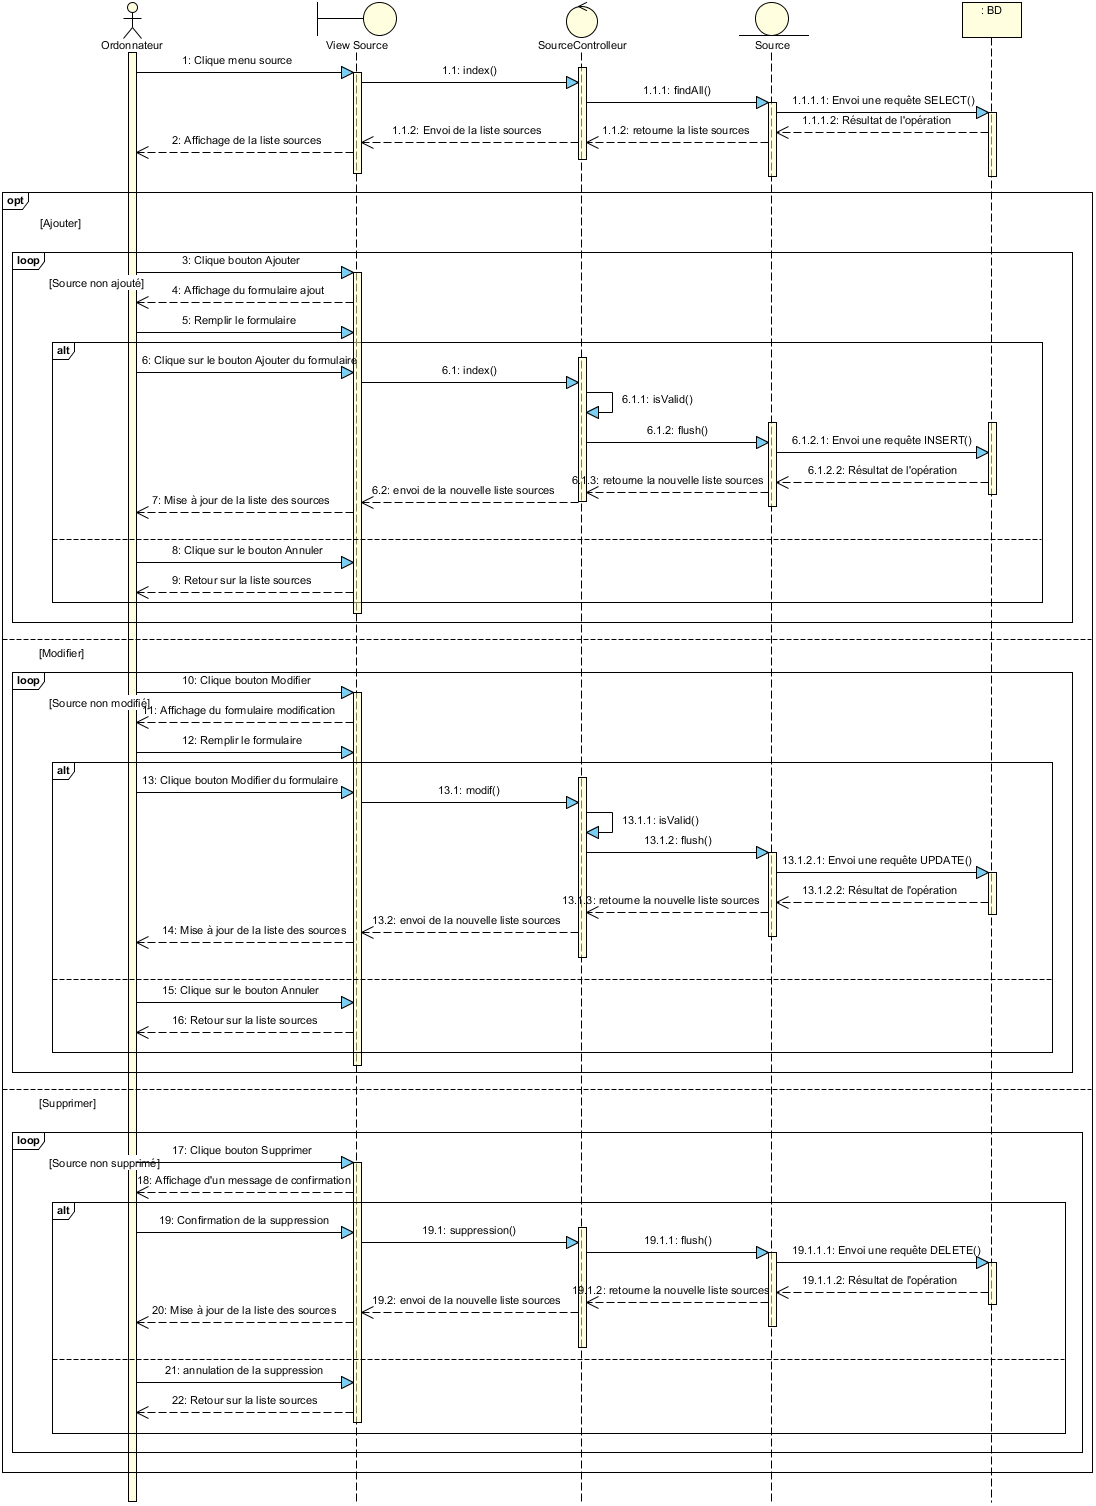 Ordonnateur
View Source
SourceControlleur
Source
: BD
1: Clique menu source
1.1: index()
1.1.1: findAll()
1.1.1.1: Envoi une requête SELECT()
1.1.1.2: Résultat de l'opération
1.1.2: retourne la liste sources
1.1.2: Envoi de la liste sources
2: Affichage de la liste sources
opt
[Ajouter]
loop
[Source non ajouté]
3: Clique bouton Ajouter
4: Affichage du formulaire ajout
5: Remplir le formulaire
alt
6: Clique sur le bouton Ajouter du formulaire
6.1: index()
6.1.1: isValid()
6.1.2: flush()
6.1.2.1: Envoi une requête INSERT()
6.1.2.2: Résultat de l'opération
6.1.3: retourne la nouvelle liste sources
6.2: envoi de la nouvelle liste sources
7: Mise à jour de la liste des sources
8: Clique sur le bouton Annuler
9: Retour sur la liste sources
[Modifier]
loop
[Source non modifié]
10: Clique bouton Modifier
11: Affichage du formulaire modification
12: Remplir le formulaire
alt
13: Clique bouton Modifier du formulaire
13.1: modif()
13.1.1: isValid()
13.1.2: flush()
13.1.2.1: Envoi une requête UPDATE()
13.1.2.2: Résultat de l'opération
13.1.3: retourne la nouvelle liste sources
13.2: envoi de la nouvelle liste sources
14: Mise à jour de la liste des sources
15: Clique sur le bouton Annuler
16: Retour sur la liste sources
[Supprimer]
loop
[Source non supprimé]
17: Clique bouton Supprimer
18: Affichage d'un message de confirmation
alt
19: Confirmation de la suppression
19.1: suppression()
19.1.1: flush()
19.1.1.1: Envoi une requête DELETE()
19.1.1.2: Résultat de l'opération
19.1.2: retourne la nouvelle liste sources
19.2: envoi de la nouvelle liste sources
20: Mise à jour de la liste des sources
21: annulation de la suppression
22: Retour sur la liste sources